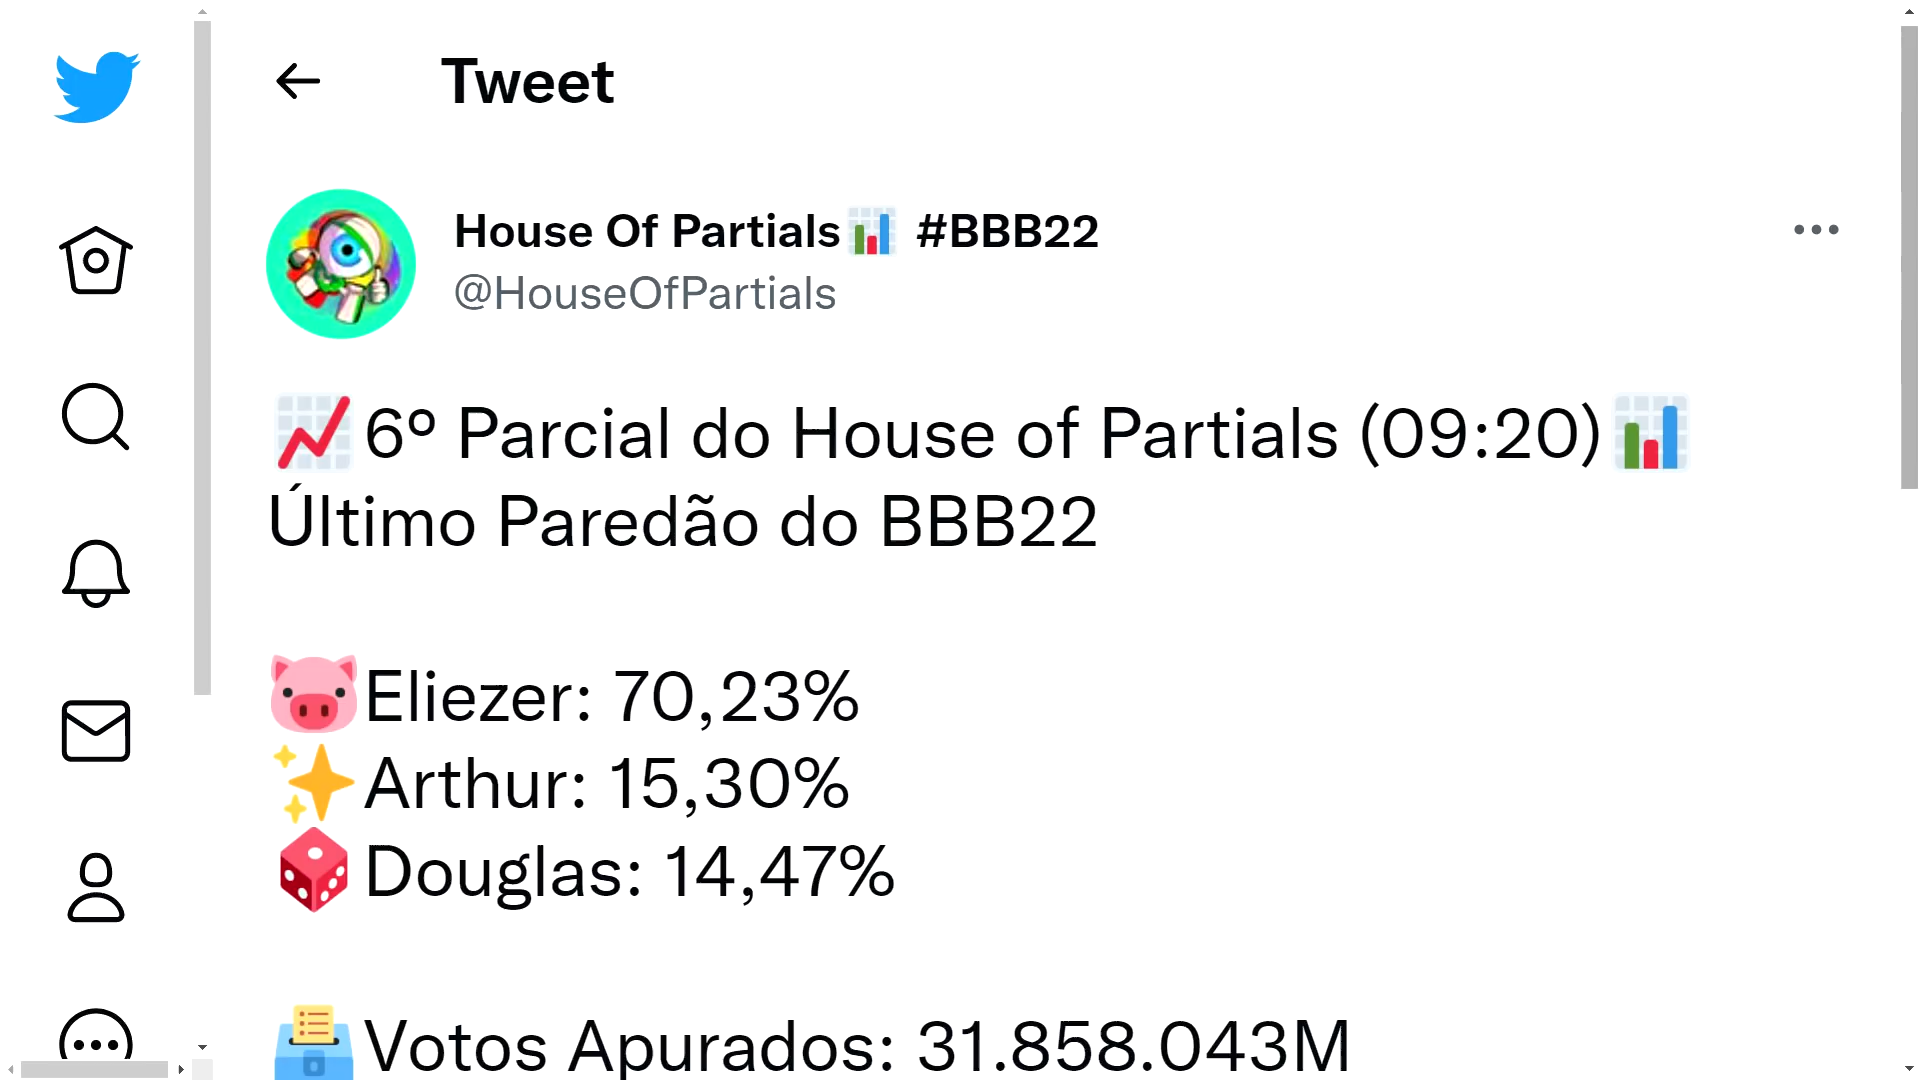 Tweet
House Of Partials📊 #BBB22
@HouseOfPartials
📈6º Parcial do House of Partials (09:20)📊
Último Paredão do BBB22
🐷Eliezer: 70,23%
✨Arthur: 15,30%
🎲Douglas: 14,47%
🗳Votos Apurados: 31.858.043M